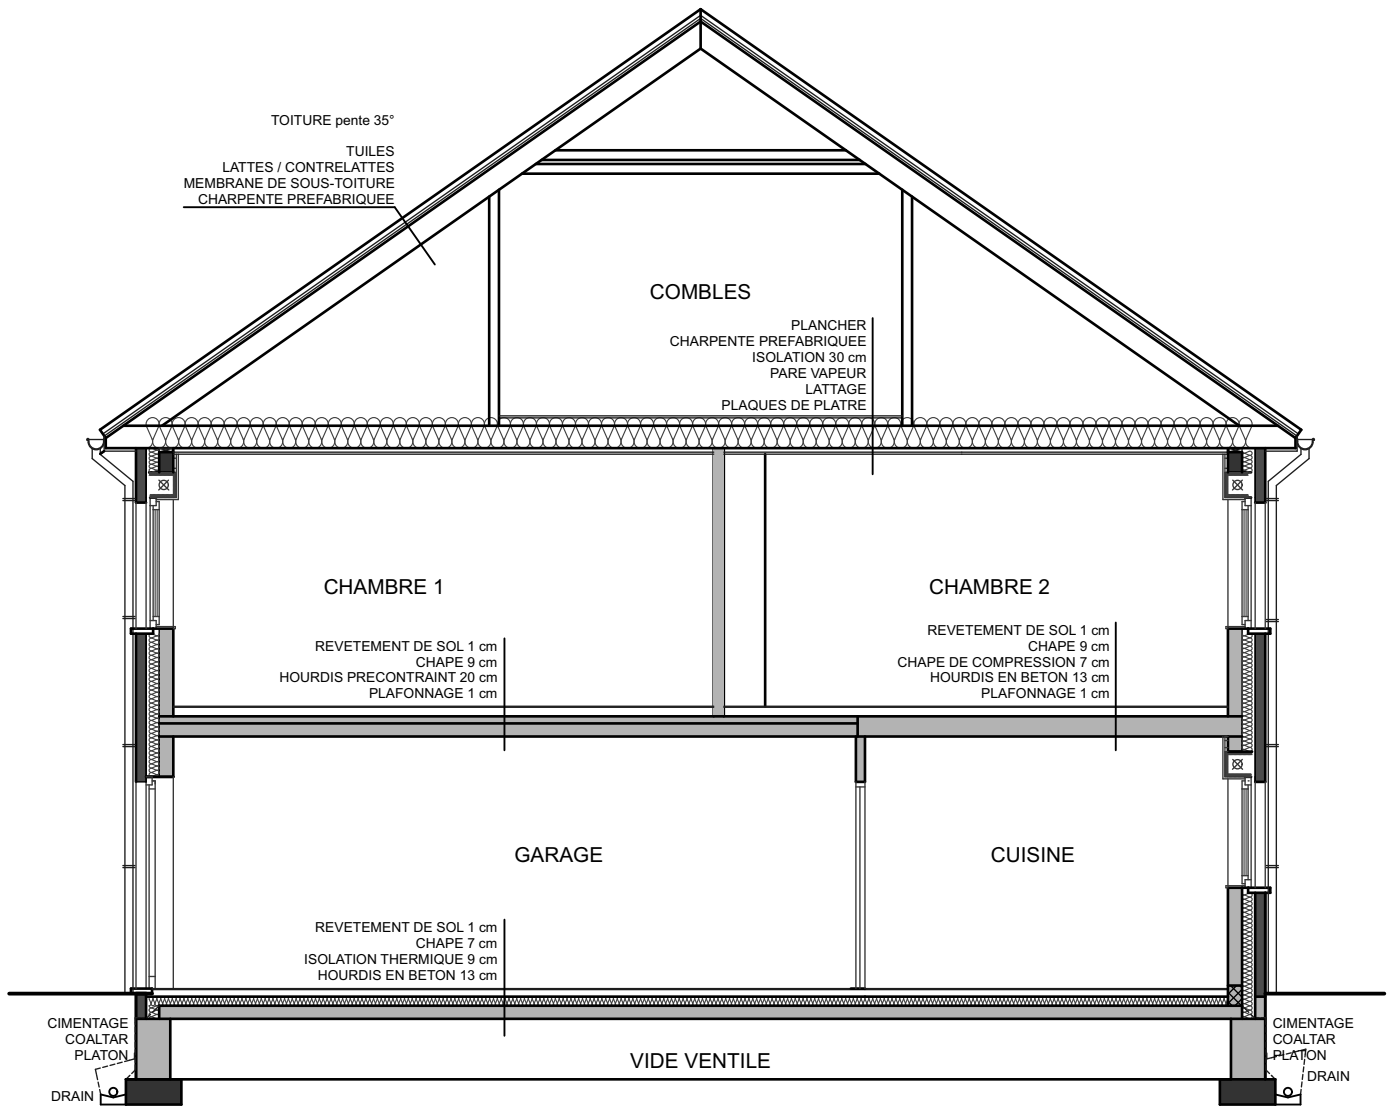 TOITURE pente 35°
TUILES
LATTES / CONTRELATTES
MEMBRANE DE SOUS-TOITURE
CHARPENTE PREFABRIQUEE
COMBLES
PLANCHER
CHARPENTE PREFABRIQUEE
ISOLATION 30 cm
PARE VAPEUR
LATTAGE
PLAQUES DE PLATRE
CHAMBRE 1
REVETEMENT DE SOL 1 cm
CHAPE 9 cm
HOURDIS PRECONTRAINT 20 cm
PLAFONNAGE 1 cm
CHAMBRE 2
REVETEMENT DE SOL 1 cm
CHAPE 9 cm
CHAPE DE COMPRESSION 7 cm
HOURDIS EN BETON 13 cm
PLAFONNAGE 1 cm
GARAGE
CUISINE
REVETEMENT DE SOL 1 cm
CHAPE 7 cm
ISOLATION THERMIQUE 9 cm
HOURDIS EN BETON 13 cm
CIMENTAGE
COALTAR
PLATON
DRAIN
VIDE VENTILE
CIMENTAGE
COALTAR
PLATON
DRAIN